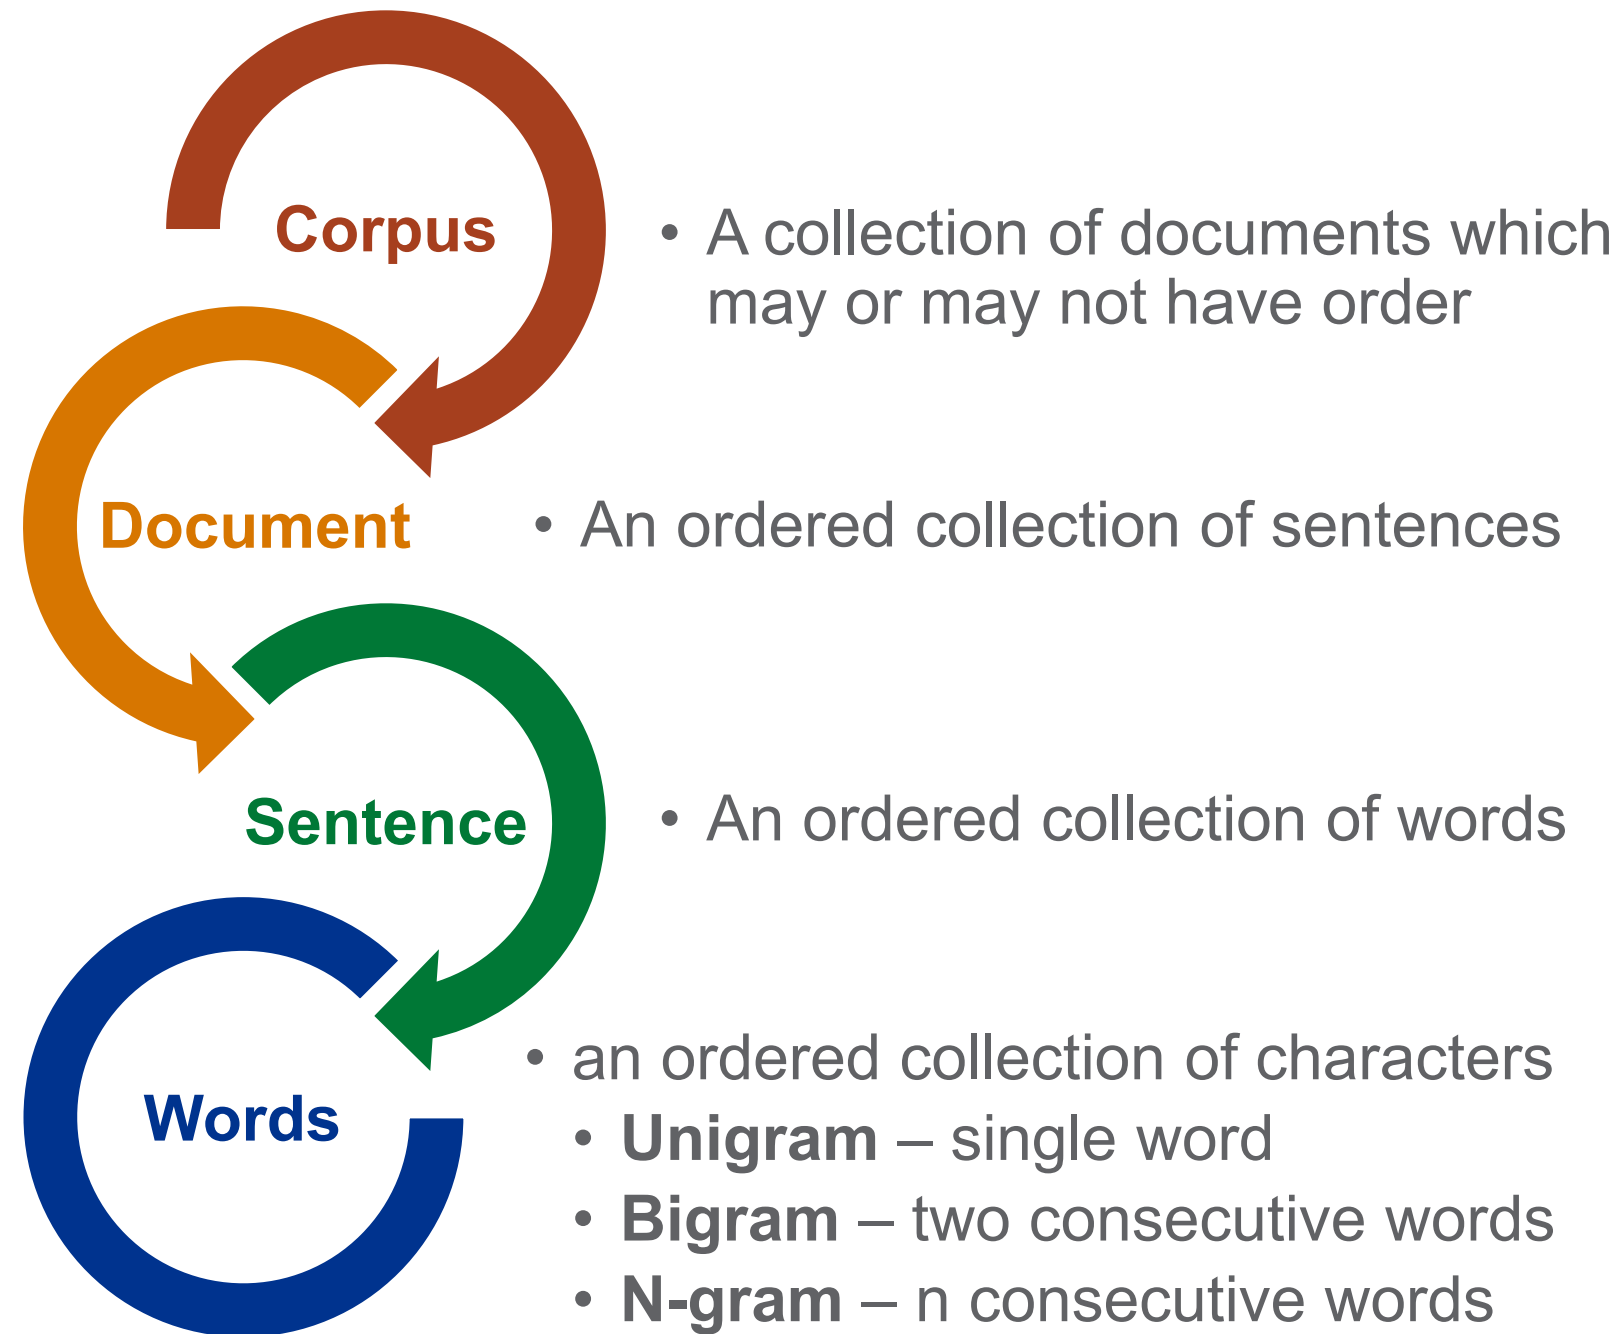 Corpus
• A collection of documents which
may or may not have order
Document
• An ordered collection of sentences
Sentence
• An ordered collection of words
Words
• an ordered collection of characters
• Unigram – single word
• Bigram – two consecutive words
• N-gram – n consecutive words